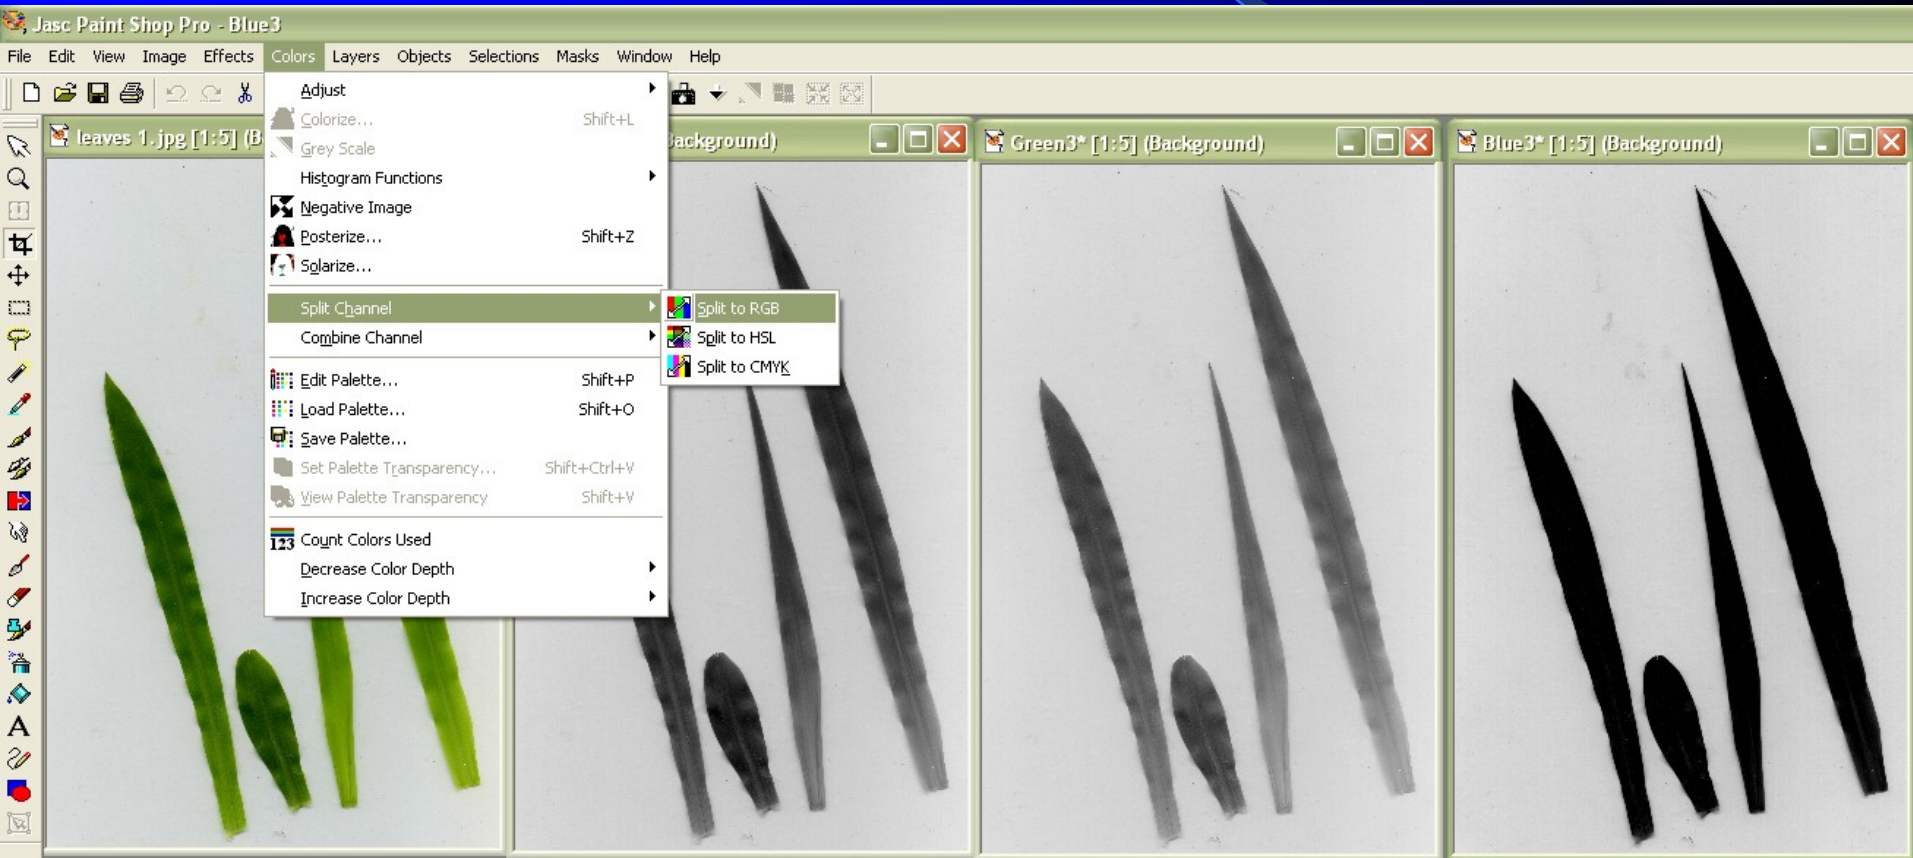 Jasc Paint Shop Pro - Blue3
File Edit View Image Effects Colors Layers Objects Selections Masks Window Help
leaves 1.jpg [1:5] (B
ackground)
Green3* [1:5] (Background)
Blue3* [1:5] (Background)
Adjust
Colorize... Shift+L
Grey Scale
Histogram Functions
Negative Image
Posterize... Shift+Z
Solarize...
Split Channel
Combine Channel
Split to RGB
Split to HSL
Split to CMYK
Edit Palette... Shift+P
Load Palette... Shift+O
Save Palette...
Set Palette Transparency... Shift+Ctrl+V
View Palette Transparency Shift+V
123 Count Colors Used
Decrease Color Depth
Increase Color Depth
A